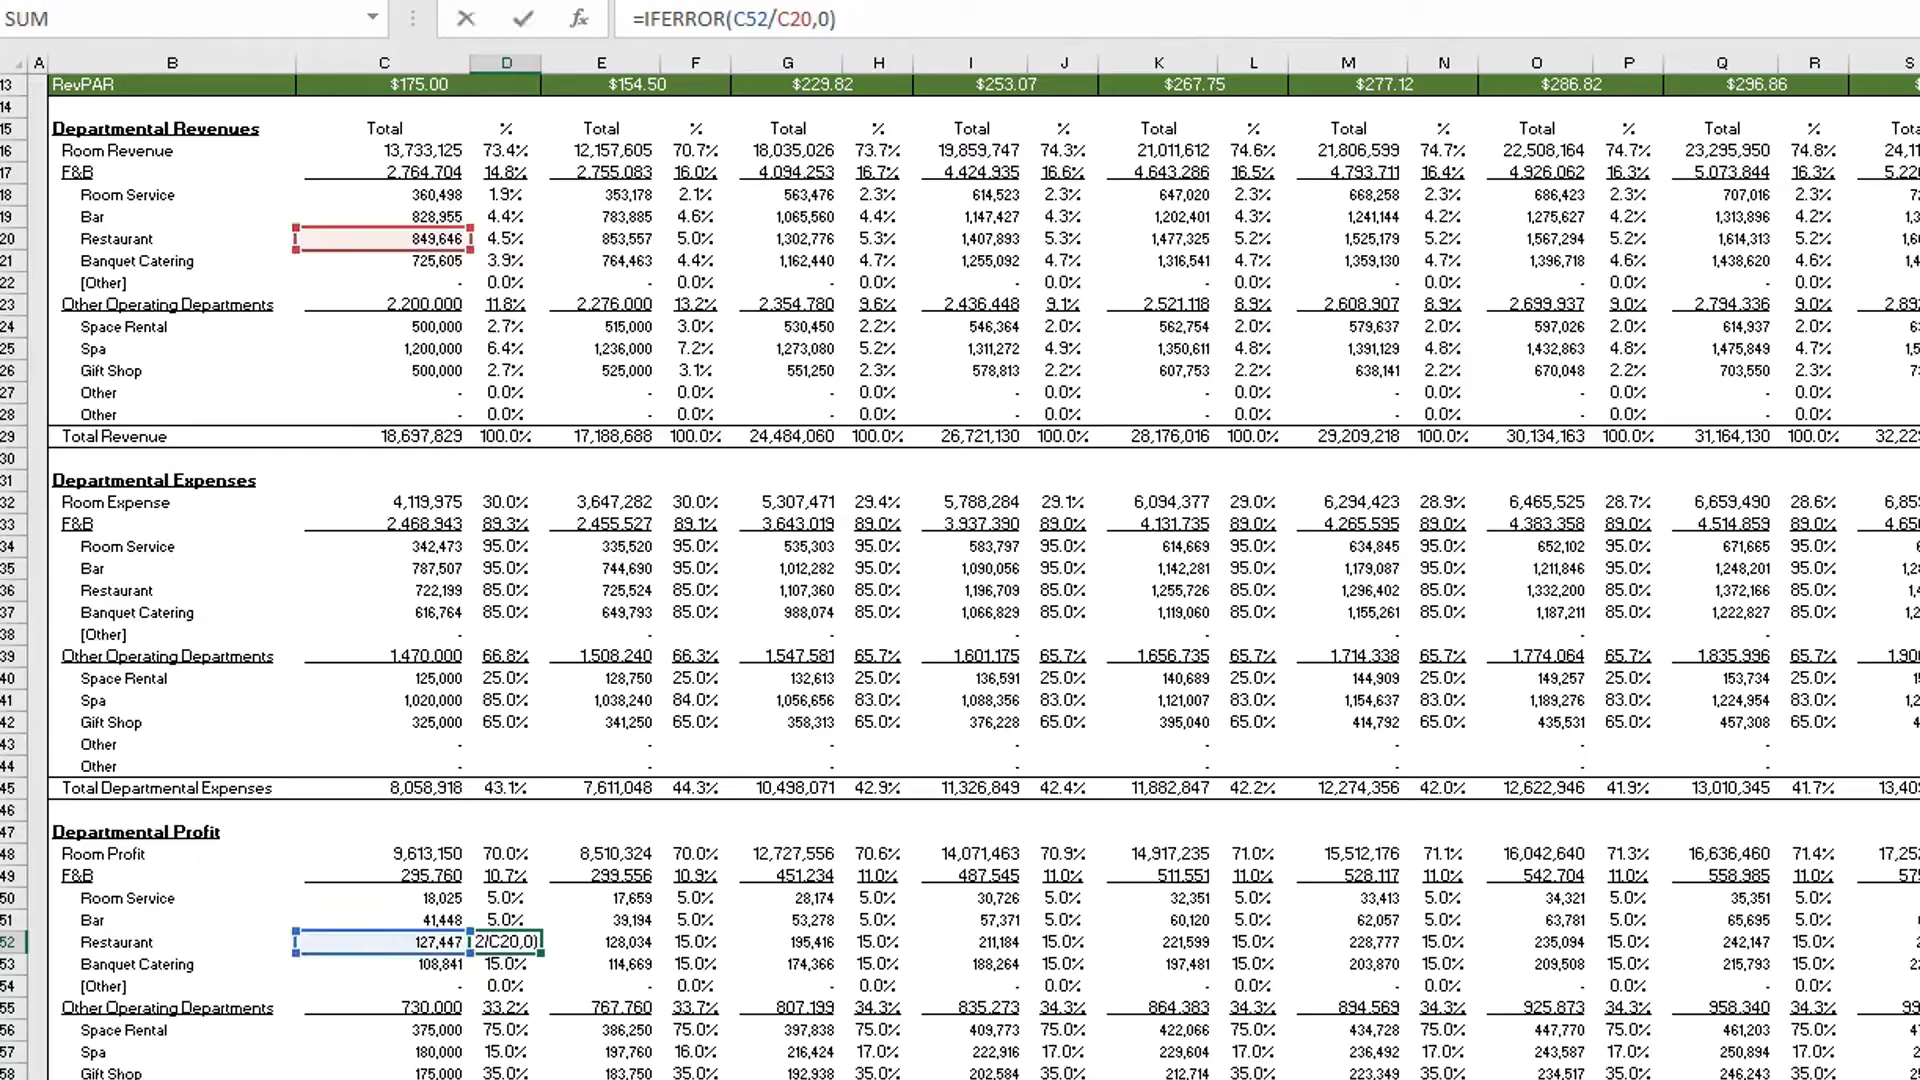 SUM =IFERROR(C52/C20,0)
A B C D E F G H I J K L M N O P Q R S
13 RevPAR $175.00 $154.50 $229.82 $253.07 $267.75 $277.12 $286.82 $296.86
14
15 Departmental Revenues Total % Total % Total % Total % Total % Total % Total % Total %
16 Room Revenue 13,733,125 73.4% 12,157,605 70.7% 18,035,026 73.7% 19,859,747 74.3% 21,011,612 74.6% 21,806,599 74.7% 22,508,164 74.7% 23,295,950 74.8%
17 F&B 2,764,704 14.8% 2,755,083 16.0% 4,094,253 16.7% 4,424,935 16.6% 4,643,286 16.5% 4,793,711 16.4% 4,926,062 16.3% 5,073,844 16.3%
18 Room Service 360,498 1.9% 353,178 2.1% 563,476 2.3% 614,523 2.3% 647,020 2.3% 668,258 2.3% 686,423 2.3% 707,016 2.3%
19 Bar 828,955 4.4% 783,885 4.6% 1,065,560 4.4% 1,147,427 4.3% 1,202,401 4.3% 1,241,144 4.2% 1,275,627 4.2% 1,313,896 4.2%
20 Restaurant 849,646 4.5% 853,557 5.0% 1,302,776 5.3% 1,407,893 5.3% 1,477,325 5.2% 1,525,179 5.2% 1,567,294 5.2% 1,614,313 5.2%
21 Banquet Catering 725,605 3.9% 764,463 4.4% 1,162,440 4.7% 1,255,092 4.7% 1,316,541 4.7% 1,359,130 4.7% 1,396,718 4.6% 1,438,620 4.6%
22 [Other] - 0.0% - 0.0% - 0.0% - 0.0% - 0.0% - 0.0% - 0.0% - 0.0%
23 Other Operating Departments 2,200,000 11.8% 2,276,000 13.2% 2,354,780 9.6% 2,436,448 9.1% 2,521,118 8.9% 2,608,907 8.9% 2,699,937 9.0% 2,794,336 9.0%
24 Space Rental 500,000 2.7% 515,000 3.0% 530,450 2.2% 546,364 2.0% 562,754 2.0% 579,637 2.0% 597,026 2.0% 614,937 2.0%
25 Spa 1,200,000 6.4% 1,236,000 7.2% 1,273,080 5.2% 1,311,272 4.9% 1,350,611 4.8% 1,391,129 4.8% 1,432,863 4.8% 1,475,849 4.7%
26 Gift Shop 500,000 2.7% 525,000 3.1% 551,250 2.3% 578,813 2.2% 607,753 2.2% 638,141 2.2% 670,048 2.2% 703,550 2.3%
27 Other - 0.0% - 0.0% - 0.0% - 0.0% - 0.0% - 0.0% - 0.0% - 0.0%
28 Other - 0.0% - 0.0% - 0.0% - 0.0% - 0.0% - 0.0% - 0.0% - 0.0%
29 Total Revenue 18,697,829 100.0% 17,188,688 100.0% 24,484,060 100.0% 26,721,130 100.0% 28,176,016 100.0% 29,209,218 100.0% 30,134,163 100.0% 31,164,130 100.0%
30
31 Departmental Expenses
32 Room Expense 4,119,975 30.0% 3,647,282 30.0% 5,307,471 29.4% 5,788,284 29.1% 6,094,377 29.0% 6,294,423 28.9% 6,465,525 28.7% 6,659,490 28.6%
33 F&B 2,468,943 89.3% 2,455,527 89.1% 3,643,019 89.0% 3,937,390 89.0% 4,131,735 89.0% 4,265,595 89.0% 4,383,358 89.0% 4,514,859 89.0%
34 Room Service 342,473 95.0% 335,520 95.0% 535,303 95.0% 583,797 95.0% 614,669 95.0% 634,845 95.0% 652,102 95.0% 671,665 95.0%
35 Bar 787,507 95.0% 744,690 95.0% 1,012,282 95.0% 1,090,056 95.0% 1,142,281 95.0% 1,179,087 95.0% 1,211,846 95.0% 1,248,201 95.0%
36 Restaurant 722,199 85.0% 725,524 85.0% 1,107,360 85.0% 1,196,709 85.0% 1,255,726 85.0% 1,296,402 85.0% 1,332,200 85.0% 1,372,166 85.0%
37 Banquet Catering 616,764 85.0% 649,793 85.0% 988,074 85.0% 1,066,829 85.0% 1,119,060 85.0% 1,155,261 85.0% 1,187,211 85.0% 1,222,827 85.0%
38 [Other] - - - - - - - -
39 Other Operating Departments 1,470,000 66.8% 1,508,240 66.3% 1,547,581 65.7% 1,601,175 65.7% 1,656,735 65.7% 1,714,338 65.7% 1,774,064 65.7% 1,835,996 65.7%
40 Space Rental 125,000 25.0% 128,750 25.0% 132,613 25.0% 136,591 25.0% 140,689 25.0% 144,909 25.0% 149,257 25.0% 153,734 25.0%
41 Spa 1,020,000 85.0% 1,038,240 84.0% 1,056,656 83.0% 1,088,356 83.0% 1,121,007 83.0% 1,154,637 83.0% 1,189,276 83.0% 1,224,954 83.0%
42 Gift Shop 325,000 65.0% 341,250 65.0% 358,313 65.0% 376,228 65.0% 395,040 65.0% 414,792 65.0% 435,531 65.0% 457,308 65.0%
43 Other - - - - - - - -
44 Other - - - - - - - -
45 Total Departmental Expenses 8,058,918 43.1% 7,611,048 44.3% 10,498,071 42.9% 11,326,849 42.4% 11,882,847 42.2% 12,274,356 42.0% 12,622,946 41.9% 13,010,345 41.7%
46
47 Departmental Profit
48 Room Profit 9,613,150 70.0% 8,510,324 70.0% 12,727,556 70.6% 14,071,463 70.9% 14,917,235 71.0% 15,512,176 71.1% 16,042,640 71.3% 16,636,460 71.4%
49 F&B 295,760 10.7% 299,556 10.9% 451,234 11.0% 487,545 11.0% 511,551 11.0% 528,117 11.0% 542,704 11.0% 558,985 11.0%
50 Room Service 18,025 5.0% 17,659 5.0% 28,174 5.0% 30,726 5.0% 32,351 5.0% 33,413 5.0% 34,321 5.0% 35,351 5.0%
51 Bar 41,448 5.0% 39,194 5.0% 53,278 5.0% 57,371 5.0% 60,120 5.0% 62,057 5.0% 63,781 5.0% 65,695 5.0%
52 Restaurant 127,447 2/C20,0) 128,034 15.0% 195,416 15.0% 211,184 15.0% 221,599 15.0% 228,777 15.0% 235,094 15.0% 242,147 15.0%
53 Banquet Catering 108,841 15.0% 114,669 15.0% 174,366 15.0% 188,264 15.0% 197,481 15.0% 203,870 15.0% 209,508 15.0% 215,793 15.0%
54 [Other] - 0.0% - 0.0% - 0.0% - 0.0% - 0.0% - 0.0% - 0.0% - 0.0%
55 Other Operating Departments 730,000 33.2% 767,760 33.7% 807,199 34.3% 835,273 34.3% 864,383 34.3% 894,569 34.3% 925,873 34.3% 958,340 34.3%
56 Space Rental 375,000 75.0% 386,250 75.0% 397,838 75.0% 409,773 75.0% 422,066 75.0% 434,728 75.0% 447,770 75.0% 461,203 75.0%
57 Spa 180,000 15.0% 197,760 16.0% 216,424 17.0% 222,916 17.0% 229,604 17.0% 236,492 17.0% 243,587 17.0% 250,894 17.0%
58 Gift Shop 175,000 35.0% 183,750 35.0% 192,938 35.0% 202,584 35.0% 212,714 35.0% 223,349 35.0% 234,517 35.0% 246,243 35.0%